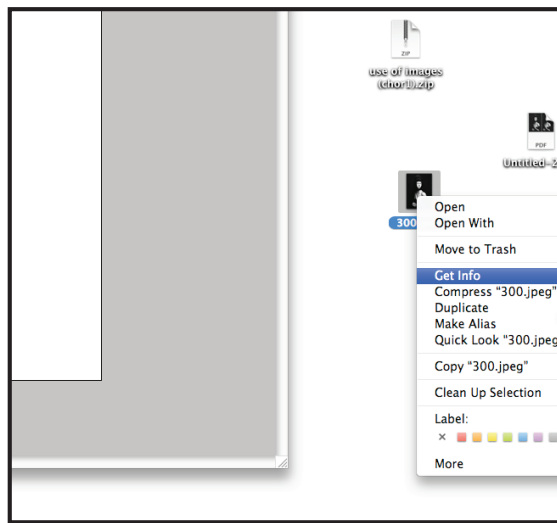 ZIP
use of images
(chor1).zip
PDF
Untitled-2
300
Open
Open With
Move to Trash
Get Info
Compress "300.jpeg"
Duplicate
Make Alias
Quick Look "300.jpeg
Copy "300.jpeg"
Clean Up Selection
Label:
×
More